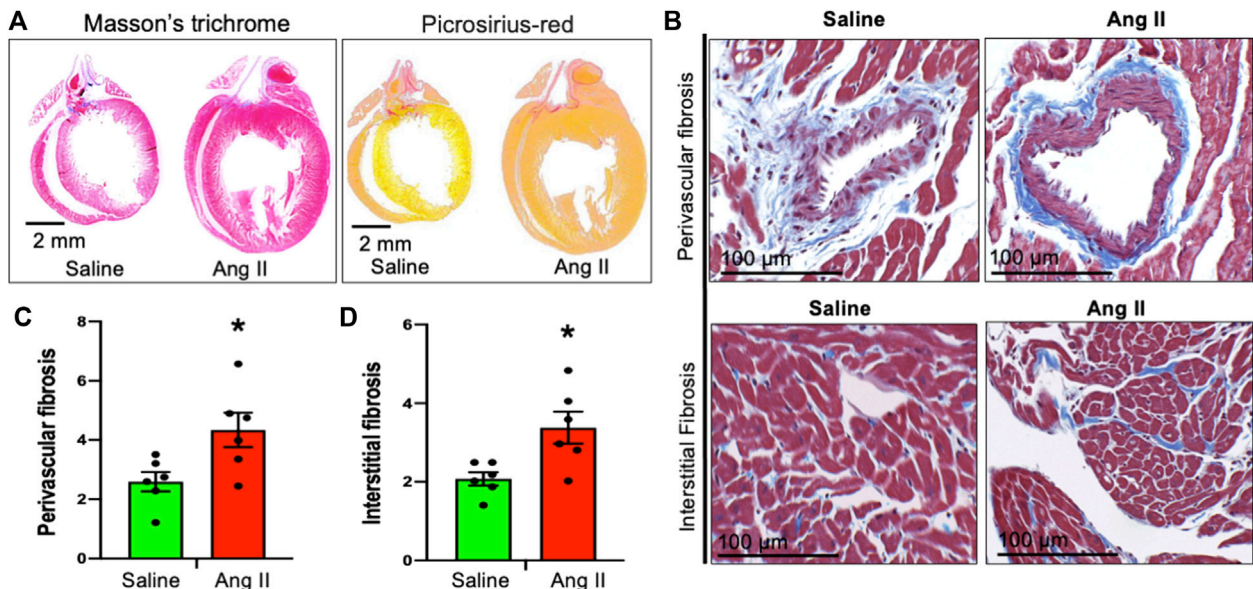 A
Masson's trichrome
Picrosirius-red
2 mm
Saline
Ang II
2 mm
Saline
Ang II
B
Saline
Ang II
Perivascular fibrosis
100 µm
100 µm
Saline
Ang II
Interstitial Fibrosis
100 µm
100 µm
C
Perivascular fibrosis
8
6
4
2
0
*
Saline
Ang II
D
Interstitial fibrosis
6
4
2
0
*
Saline
Ang II